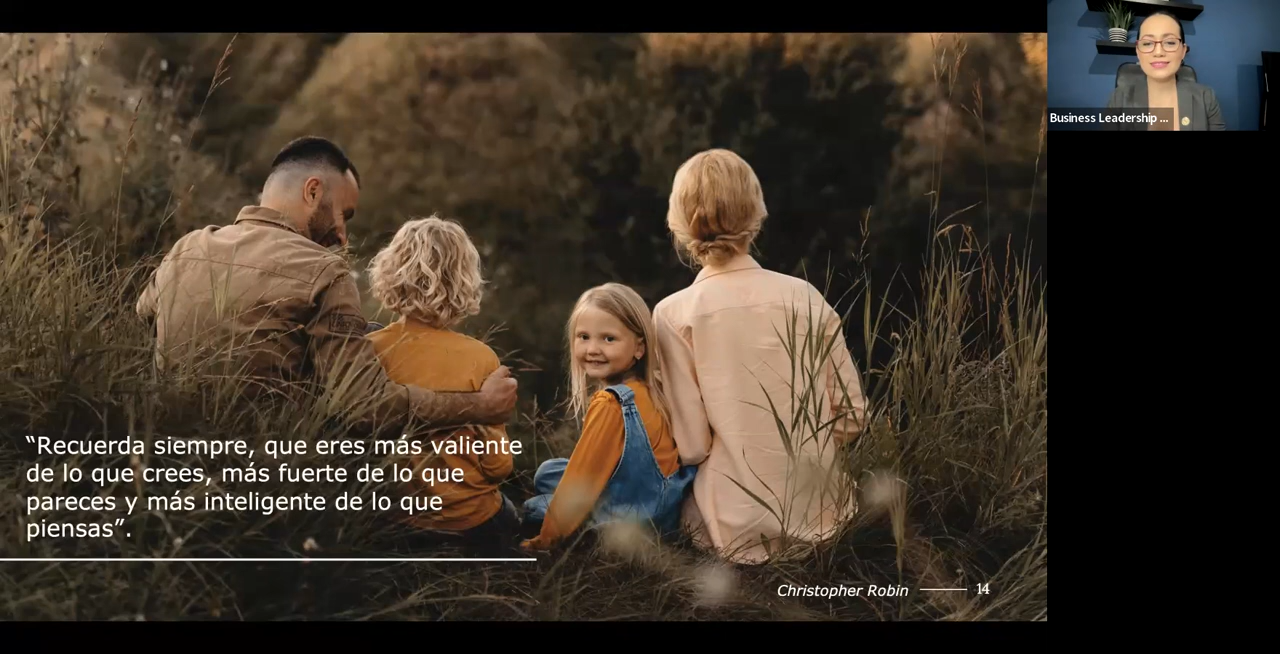 “Recuerda siempre, que eres más valiente
de lo que crees, más fuerte de lo que
pareces y más inteligente de lo que
piensas”.
Christopher Robin
14
Business Leadership ...